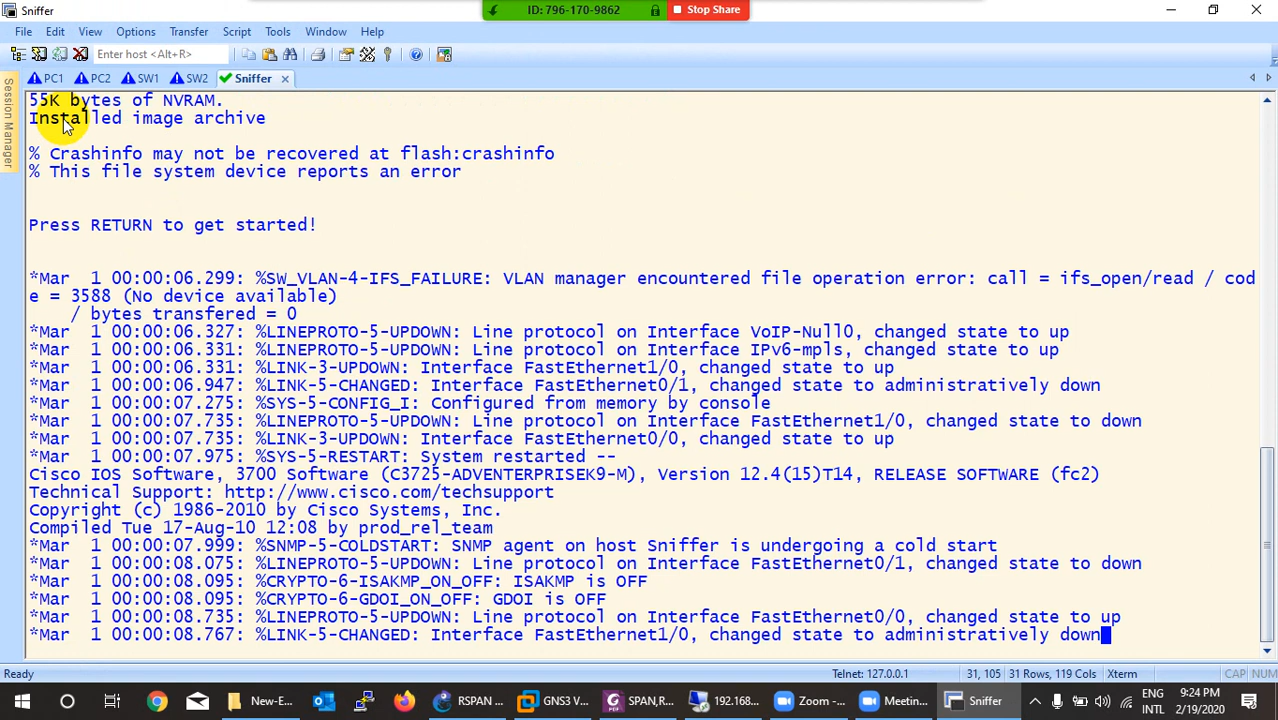 Sniffer
ID: 796-170-9862
Stop Share
File Edit View Options Transfer Script Tools Window Help
Enter host <Alt+R>
PC1 PC2 SW1 SW2 Sniffer
Session Manager
55K bytes of NVRAM.
Installed image archive
% Crashinfo may not be recovered at flash:crashinfo
% This file system device reports an error
Press RETURN to get started!
*Mar  1 00:00:06.299: %SW_VLAN-4-IFS_FAILURE: VLAN manager encountered file operation error: call = ifs_open/read / cod
e = 3588 (No device available)
/ bytes transfered = 0
*Mar  1 00:00:06.327: %LINEPROTO-5-UPDOWN: Line protocol on Interface VoIP-Null0, changed state to up
*Mar  1 00:00:06.331: %LINEPROTO-5-UPDOWN: Line protocol on Interface IPv6-mpls, changed state to up
*Mar  1 00:00:06.331: %LINK-3-UPDOWN: Interface FastEthernet1/0, changed state to up
*Mar  1 00:00:06.947: %LINK-5-CHANGED: Interface FastEthernet0/1, changed state to administratively down
*Mar  1 00:00:07.275: %SYS-5-CONFIG_I: Configured from memory by console
*Mar  1 00:00:07.735: %LINEPROTO-5-UPDOWN: Line protocol on Interface FastEthernet1/0, changed state to down
*Mar  1 00:00:07.735: %LINK-3-UPDOWN: Interface FastEthernet0/0, changed state to up
*Mar  1 00:00:07.975: %SYS-5-RESTART: System restarted --
Cisco IOS Software, 3700 Software (C3725-ADVENTERPRISEK9-M), Version 12.4(15)T14, RELEASE SOFTWARE (fc2)
Technical Support: http://www.cisco.com/techsupport
Copyright (c) 1986-2010 by Cisco Systems, Inc.
Compiled Tue 17-Aug-10 12:08 by prod_rel_team
*Mar  1 00:00:07.999: %SNMP-5-COLDSTART: SNMP agent on host Sniffer is undergoing a cold start
*Mar  1 00:00:08.075: %LINEPROTO-5-UPDOWN: Line protocol on Interface FastEthernet0/1, changed state to down
*Mar  1 00:00:08.095: %CRYPTO-6-ISAKMP_ON_OFF: ISAKMP is OFF
*Mar  1 00:00:08.095: %CRYPTO-6-GDOI_ON_OFF: GDOI is OFF
*Mar  1 00:00:08.735: %LINEPROTO-5-UPDOWN: Line protocol on Interface FastEthernet0/0, changed state to up
*Mar  1 00:00:08.767: %LINK-5-CHANGED: Interface FastEthernet1/0, changed state to administratively down
Ready Telnet: 127.0.0.1 31, 105 31 Rows, 119 Cols Xterm CAP NUM
New-E... RSPAN ... GNS3 V... SPAN,R... 192.168... Zoom -... Meetin... Sniffer ENG 9:24 PM
INTL 2/19/2020